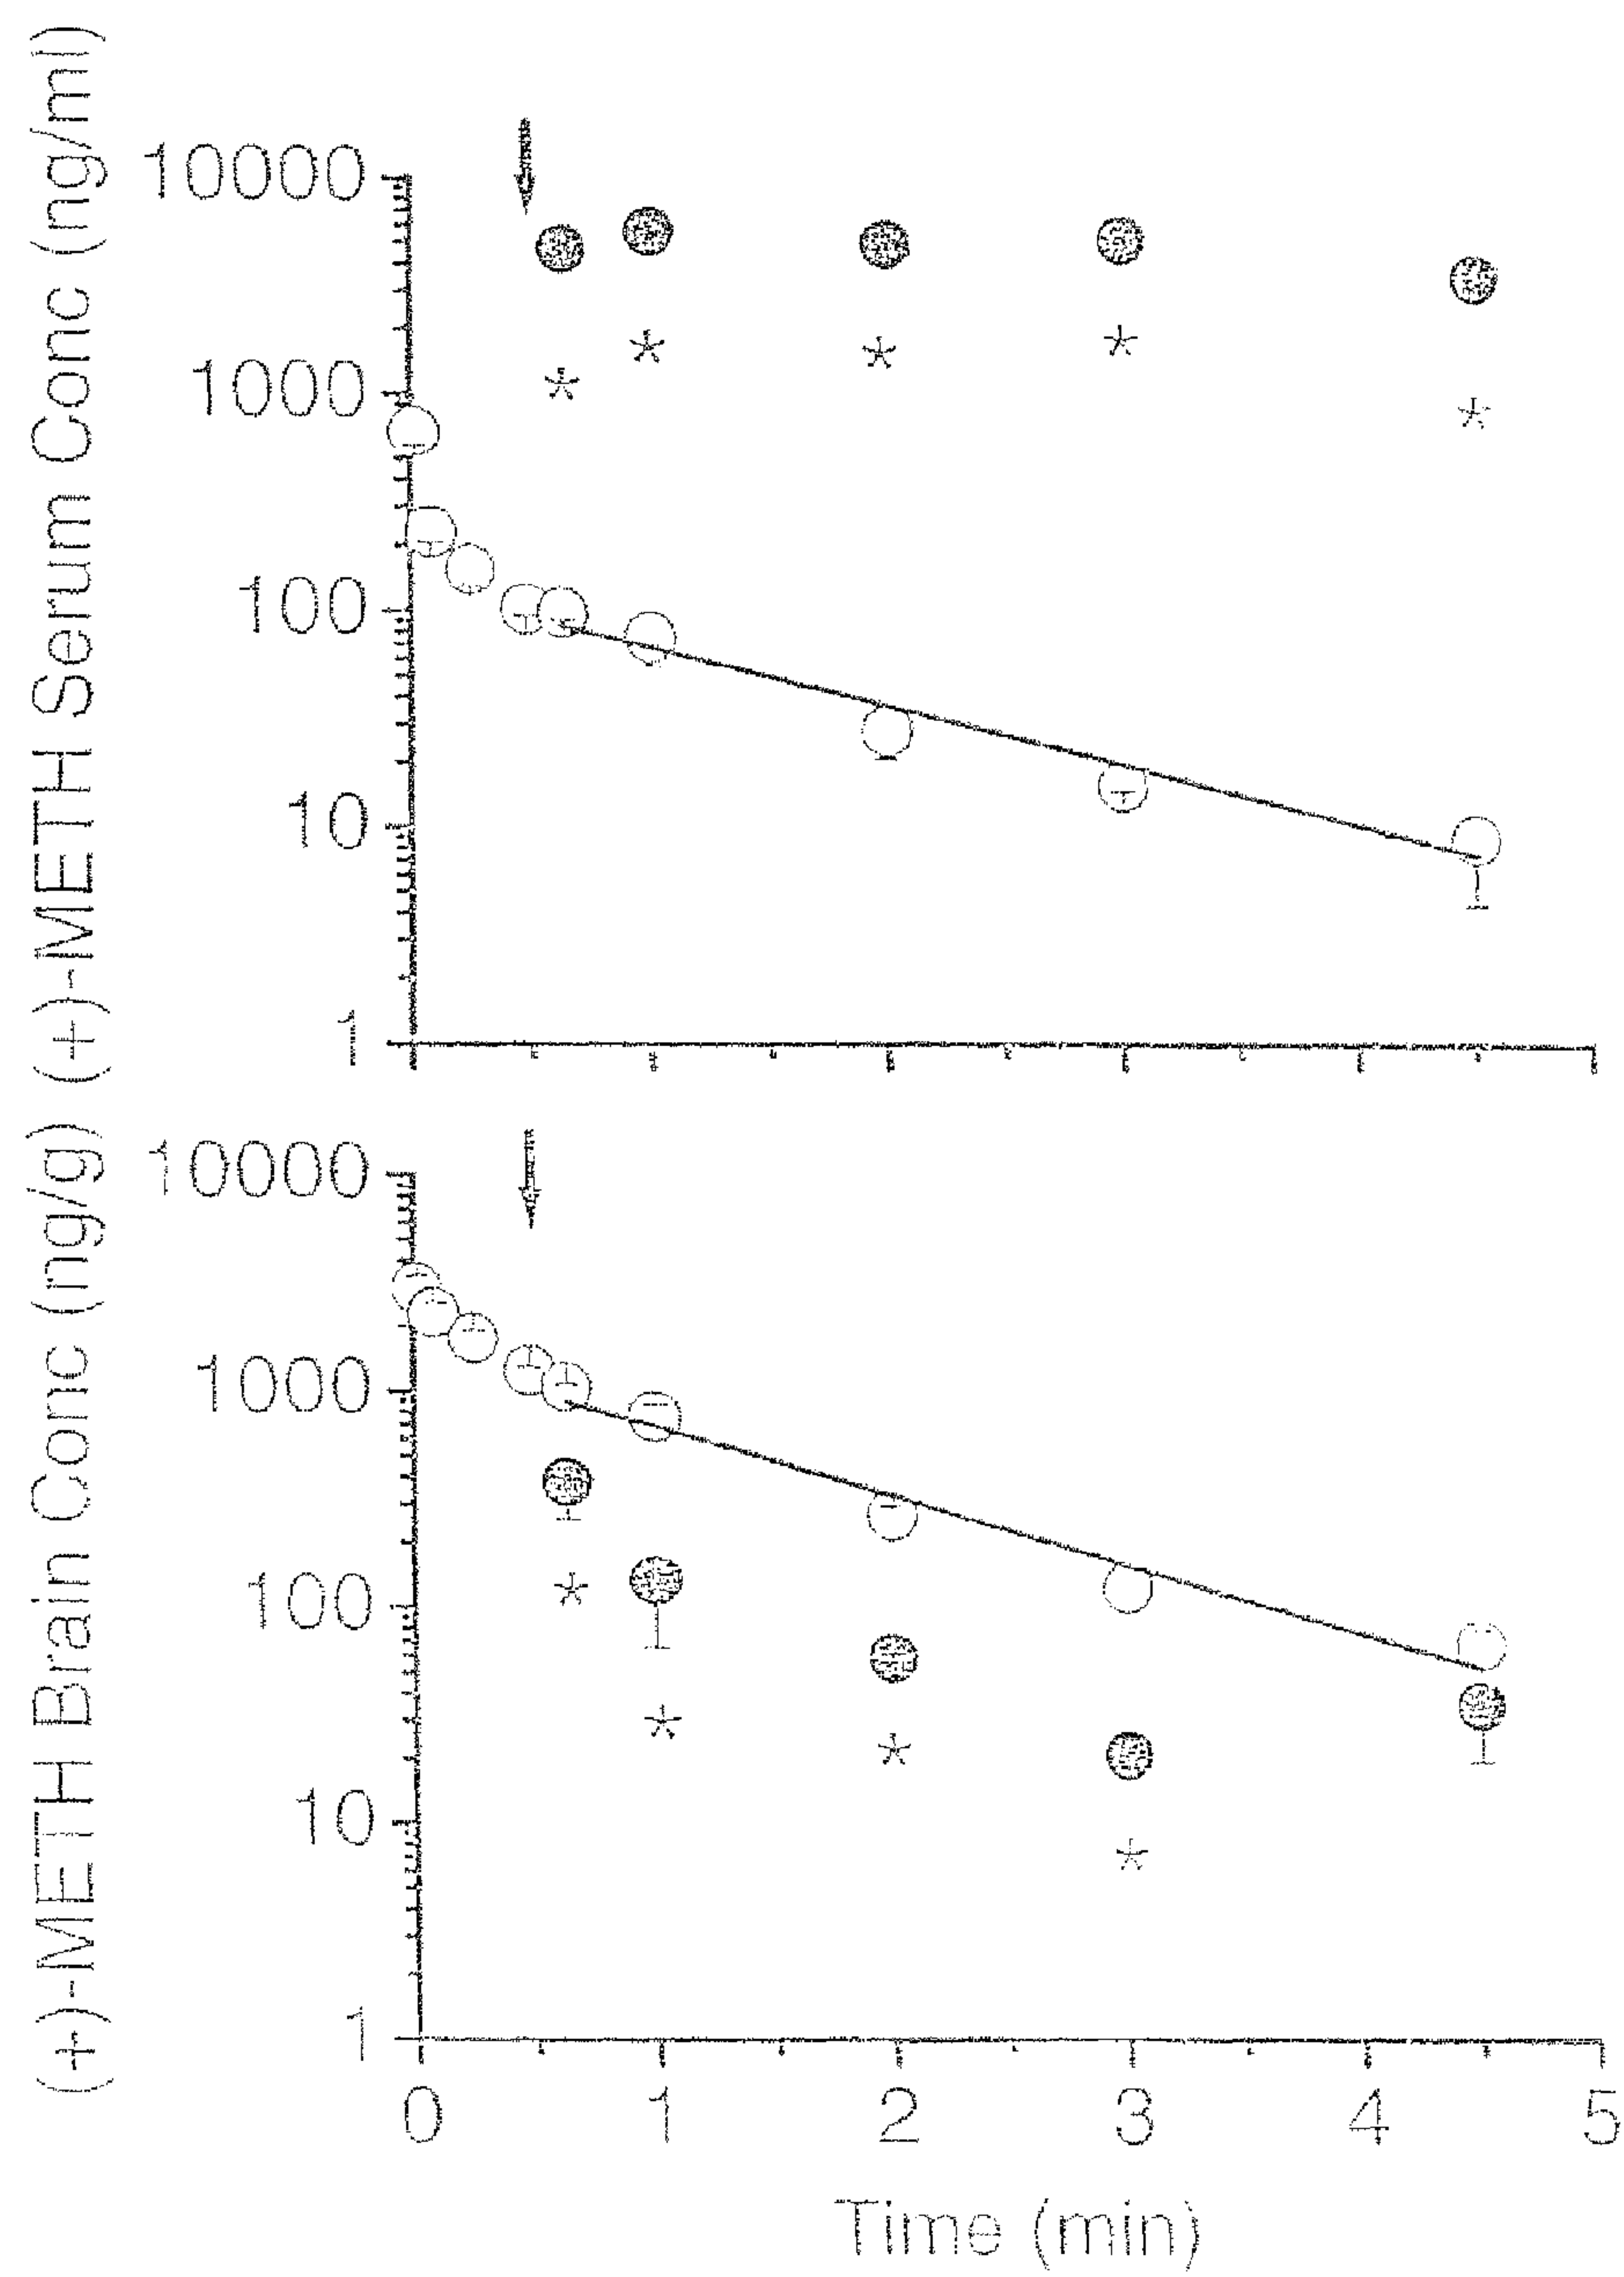 (+)-METH Serum Conc (ng/ml)
10000
1000
100
10
1
(+)-METH Brain Conc (ng/g)
10000
1000
100
10
1
0 1 2 3 4 5
Time (min)